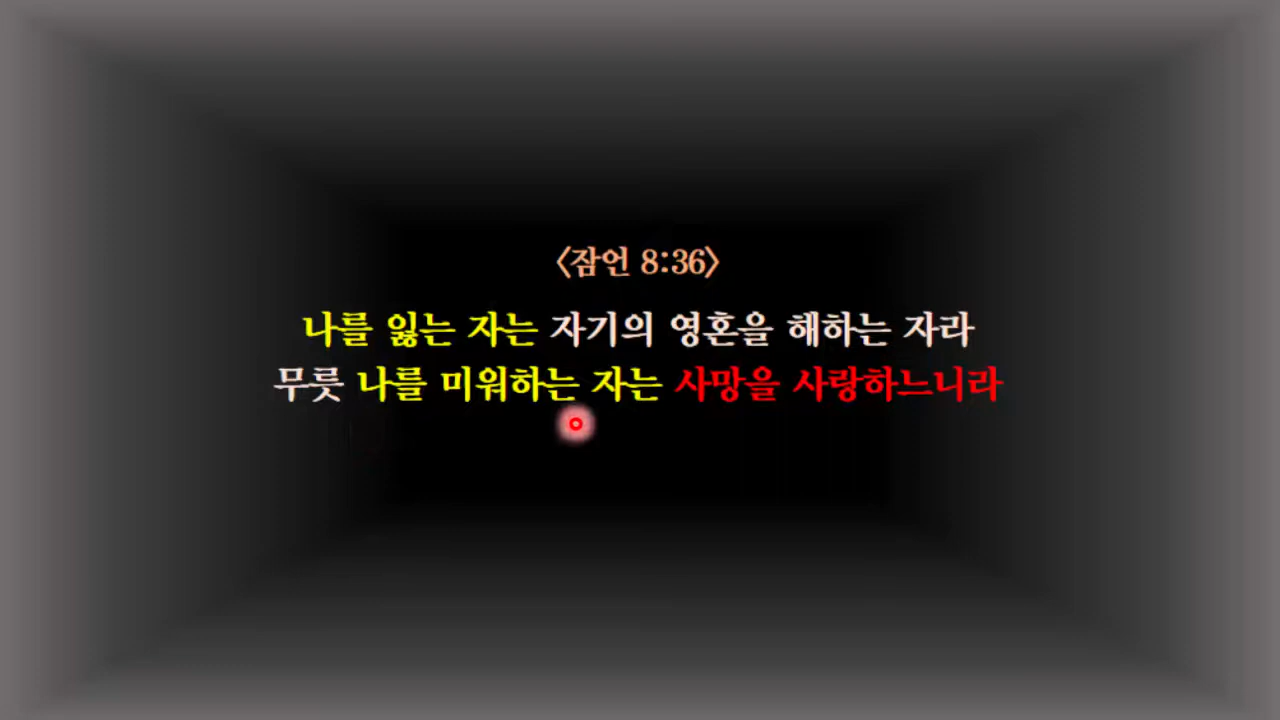 〈잠언 8:36〉
나를 잃는 자는 자기의 영혼을 해하는 자라
무릇 나를 미워하는 자는 사망을 사랑하느니라